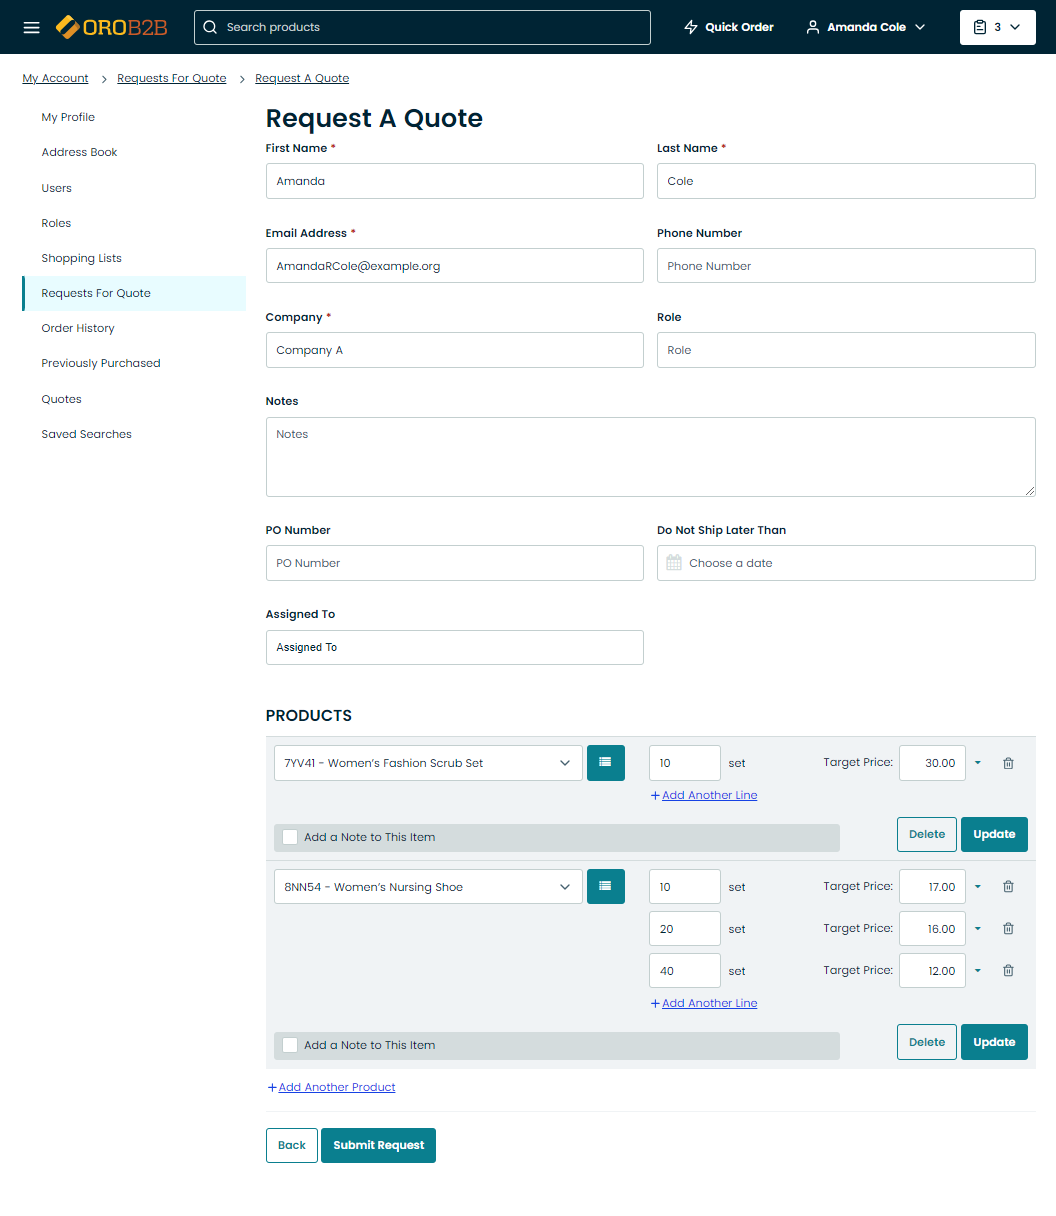 OROB2B
Search products
Quick Order
Amanda Cole
3
My Account > Requests For Quote > Request A Quote
My Profile
Address Book
Users
Roles
Shopping Lists
Requests For Quote
Order History
Previously Purchased
Quotes
Saved Searches
Request A Quote
First Name * Last Name *
Amanda Cole
Email Address * Phone Number
AmandaRCole@example.org Phone Number
Company * Role
Company A Role
Notes
Notes
PO Number Do Not Ship Later Than
PO Number Choose a date
Assigned To
Assigned To
PRODUCTS
7YV41 - Women's Fashion Scrub Set 10 set Target Price: 30.00
+ Add Another Line
Add a Note to This Item Delete Update
8NN54 - Women's Nursing Shoe 10 set Target Price: 17.00
20 set Target Price: 16.00
40 set Target Price: 12.00
+ Add Another Line
Add a Note to This Item Delete Update
+ Add Another Product
Back Submit Request